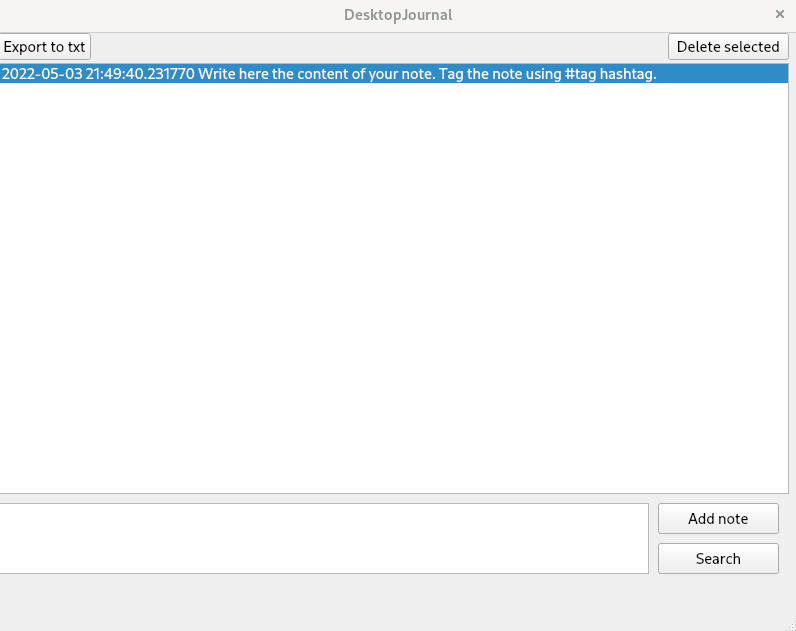 DesktopJournal
Export to txt
Delete selected
2022-05-03 21:49:40.231770 Write here the content of your note. Tag the note using #tag hashtag.
Add note
Search